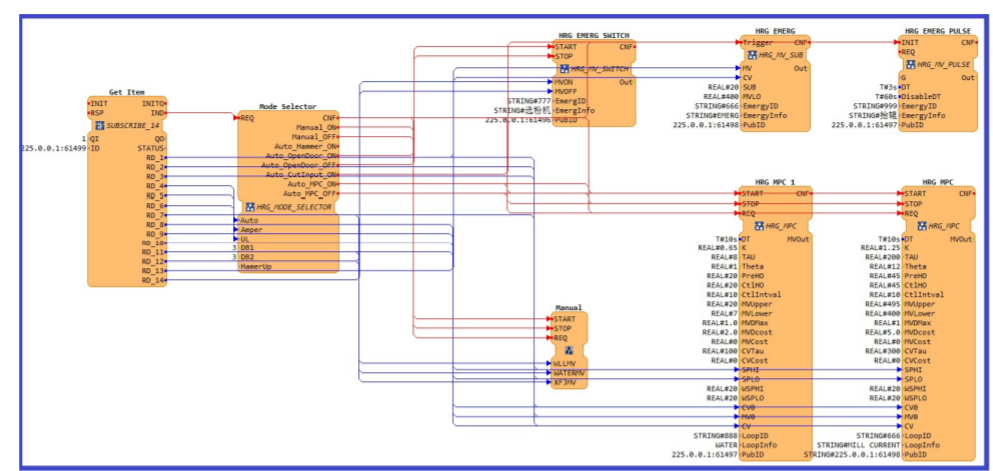 Get Item
INIT INITO
RSP IND
SUBSCRIBE_14
1 QI QO
225.0.0.1:61499 ID STATUS
RD_1
RD_2
RD_3
RD_4
RD_5
RD_6
RD_7
RD_8
RD_9
RD_10
RD_11
RD_12
RD_13
RD_14
Mode Selector
REQ CNF
Manual_ON
Manual_OFF
Auto_Hammer_ON
Auto_OpenDoor_ON
Auto_OpenDoor_OFF
Auto_CutInput_ON
Auto_MPC_ON
Auto_MPC_OFF
HRG_MODE_SELECTOR
Auto
Amper
UL
3 DB1
3 DB2
HamerUp
HRG EMERG SWITCH
START CNF
STOP
HRG_MV_SWITCH
MVON Out
MVOFF
STRING#777 EmergID
STRING#选粉机 EmergInfo
225.0.0.1:61496 PubID
HRG EMERG
Trigger CNF
HRG_MV_SUB
MV Out
CV
REAL#20 SUB
REAL#400 MVLO
STRING#666 EmergyID
STRING#EMERG EmergyInfo
225.0.0.1:61498 PubID
HRG EMERG PULSE
INIT CNF
REQ
HRG_MV_PULSE
G Out
T#3s DT
T#60s DisableDT
STRING#999 EmergyID
EmergyInfo
225.0.0.1:61497 PubID
Manual
START
STOP
REQ
WLLMV
WATERMV
XFJMV
HRG MPC 1
START CNF
STOP
REQ
HRG_MPC
T#10s DT MVOut
REAL#0.65 K
REAL#8 TAU
REAL#1 Theta
REAL#20 PreHO
REAL#20 CtlHO
REAL#10 CtlIntval
REAL#20 MVUpper
REAL#7 MVLower
REAL#1.0 MVDMax
REAL#2.0 MVDcost
REAL#0 MVCost
REAL#100 CVTau
REAL#0 CVCost
SPHI
SPLO
REAL#20 WSPHI
REAL#20 WSPLO
CV0
MV0
CV
STRING#888 LoopID
WATER LoopInfo
225.0.0.1:61497 PubID
HRG MPC
START CNF
STOP
REQ
HRG_MPC
T#10s DT MVOut
REAL#1.25 K
REAL#200 TAU
REAL#12 Theta
REAL#45 PreHO
REAL#45 CtlHO
REAL#10 CtlIntval
REAL#495 MVUpper
REAL#400 MVLower
REAL#1 MVDMax
REAL#5.0 MVDcost
REAL#0 MVCost
REAL#300 CVTau
REAL#0 CVCost
SPHI
SPLO
REAL#20 WSPHI
REAL#20 WSPLO
CV0
MV0
CV
STRING#666 LoopID
STRING#MILL CURRENT LoopInfo
STRING#225.0.0.1:61498 PubID